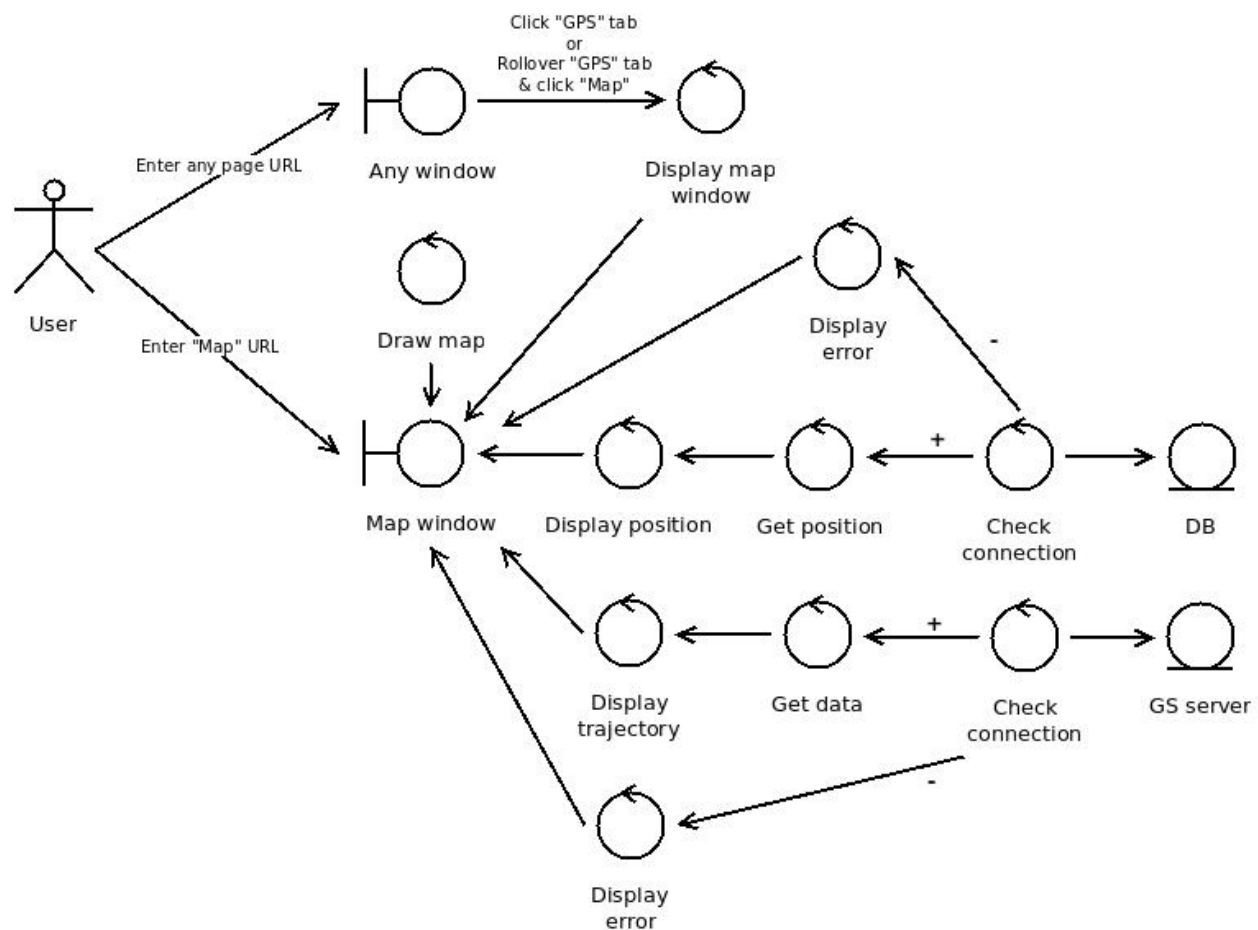 Click "GPS" tab
or
Rollover "GPS" tab
& click "Map"
Enter any page URL
Any window
Display map
window
User
Enter "Map" URL
Draw map
Display
error
-
+
Map window
Display position
Get position
Check
connection
DB
+
Display
trajectory
Get data
Check
connection
GS server
-
Display
error